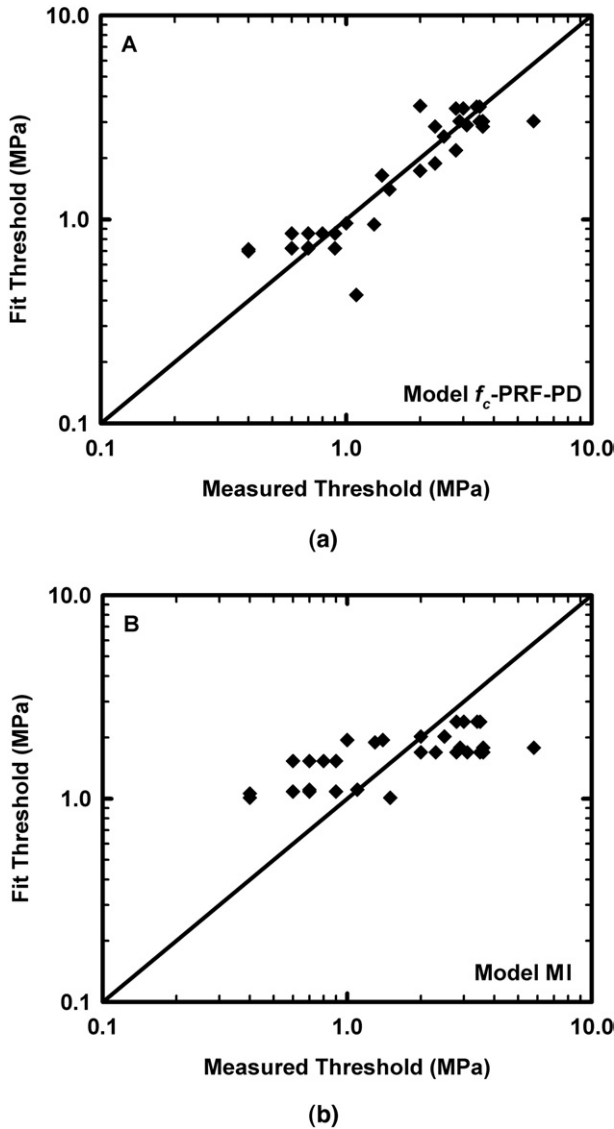 10.0
A
1.0
Fit Threshold (MPa)
Model fc-PRF-PD
0.1
0.1 1.0 10.0
Measured Threshold (MPa)
(a)
10.0
B
1.0
Fit Threshold (MPa)
Model MI
0.1
0.1 1.0 10.0
Measured Threshold (MPa)
(b)